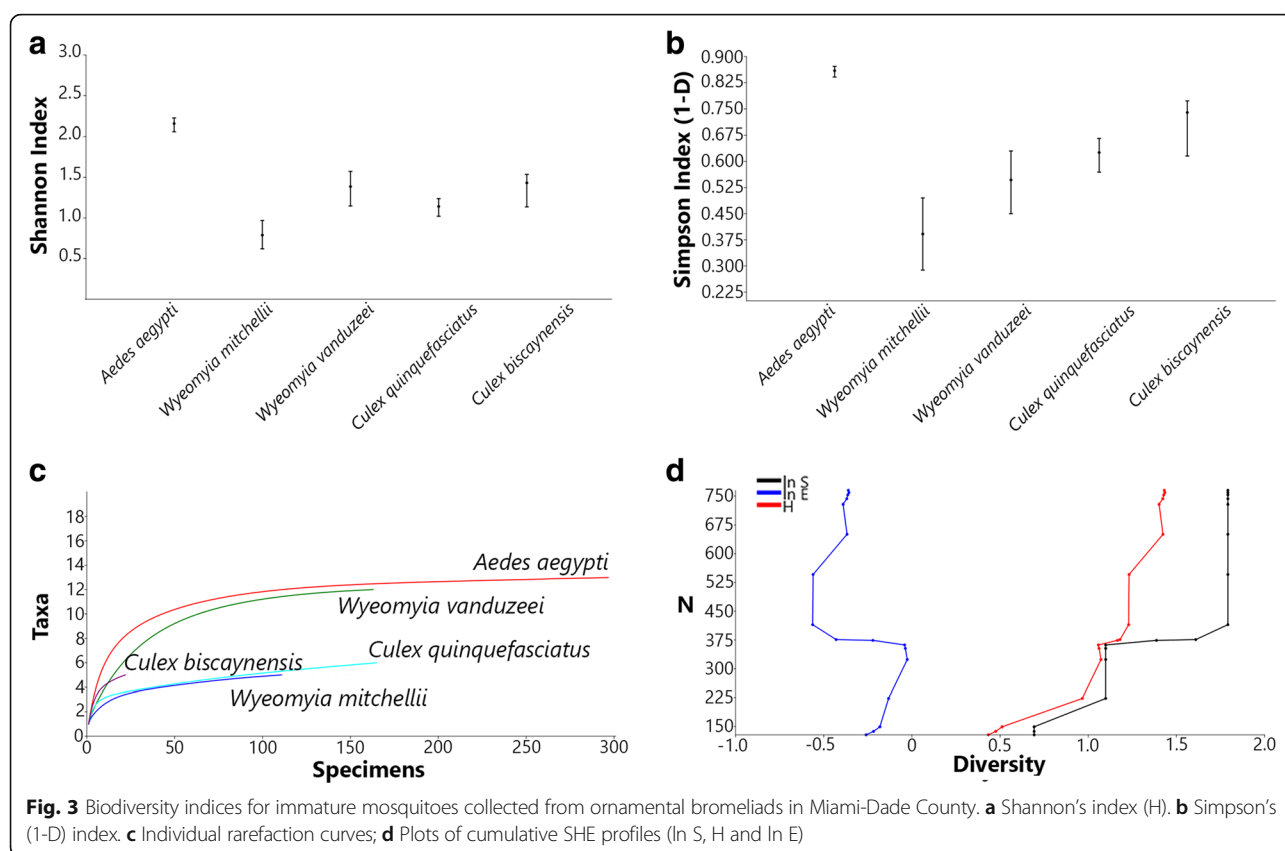 a
3.0
2.5
2.0
1.5
1.0
0.5
Shannon Index
Aedes aegypti
Wyeomyia mitchellii
Wyeomyia vanduzeei
Culex quinquefasciatus
Culex biscaynensis
b
0.900
0.825
0.750
0.675
0.600
0.525
0.450
0.375
0.300
0.225
Simpson Index (1-D)
Aedes aegypti
Wyeomyia mitchellii
Wyeomyia vanduzeei
Culex quinquefasciatus
Culex biscaynensis
c
18
16
14
12
10
8
6
4
2
0
Taxa
Aedes aegypti
Wyeomyia vanduzeei
Culex quinquefasciatus
Culex biscaynensis
Wyeomyia mitchellii
0 50 100 150 200 250 300
Specimens
d
ln S
ln E
H
750
675
600
525
450
375
300
225
150
N
-1.0 -0.5 0 0.5 1.0 1.5 2.0
Diversity
Fig. 3 Biodiversity indices for immature mosquitoes collected from ornamental bromeliads in Miami-Dade County. a Shannon's index (H). b Simpson's
(1-D) index. c Individual rarefaction curves; d Plots of cumulative SHE profiles (ln S, H and ln E)